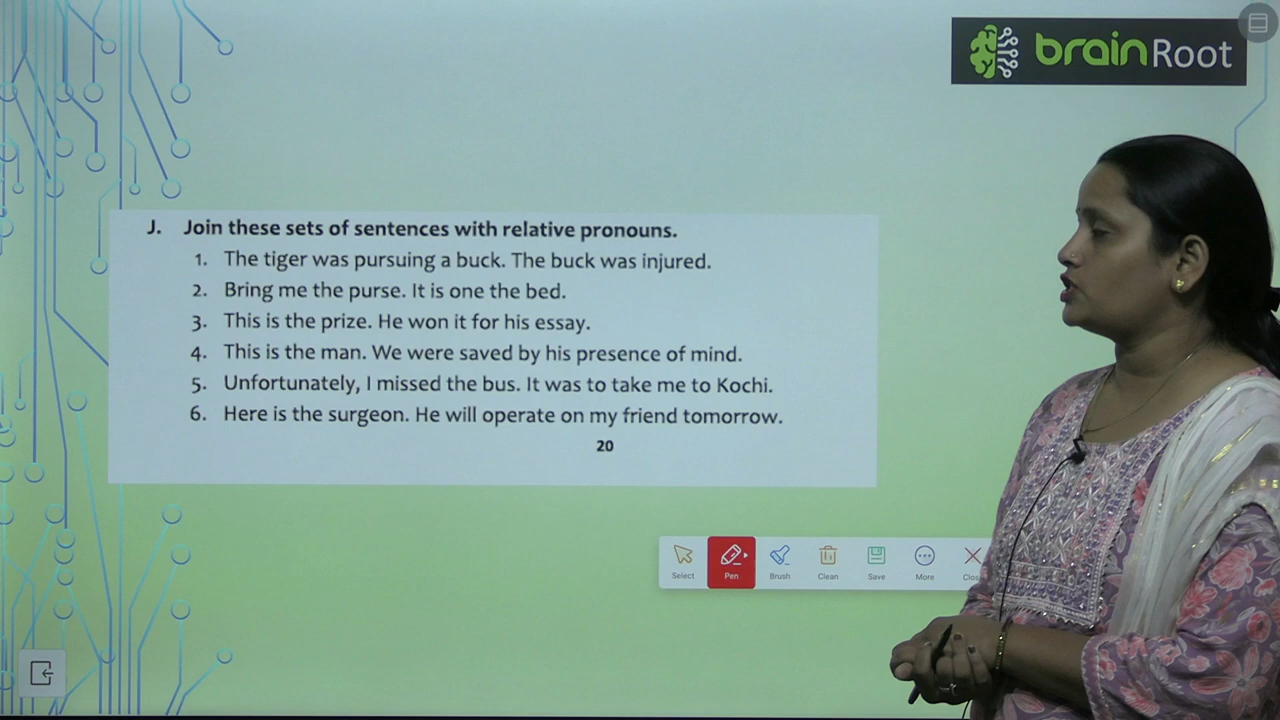 brainRoot
J. Join these sets of sentences with relative pronouns.
1. The tiger was pursuing a buck. The buck was injured.
2. Bring me the purse. It is one the bed.
3. This is the prize. He won it for his essay.
4. This is the man. We were saved by his presence of mind.
5. Unfortunately, I missed the bus. It was to take me to Kochi.
6. Here is the surgeon. He will operate on my friend tomorrow.
20
Select Pen Brush Clean Save More Clos